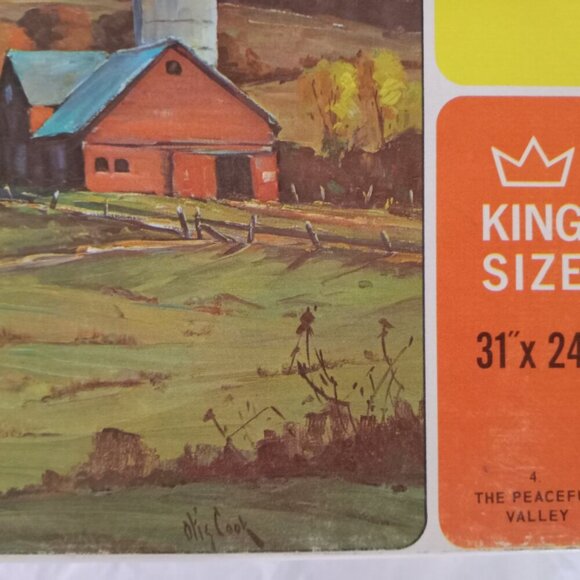 KING
SIZE
31"x 24
4.
THE PEACEFU
VALLEY
Otis Cook